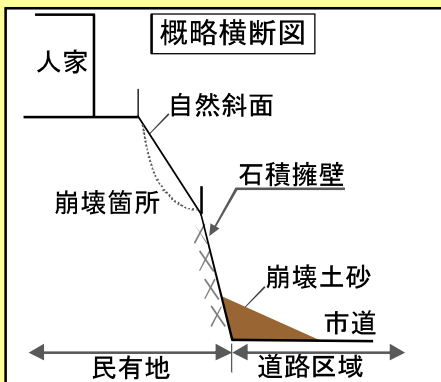 概略横断図
人家
自然斜面
石積擁壁
崩壊箇所
崩壊土砂
市道
民有地
道路区域